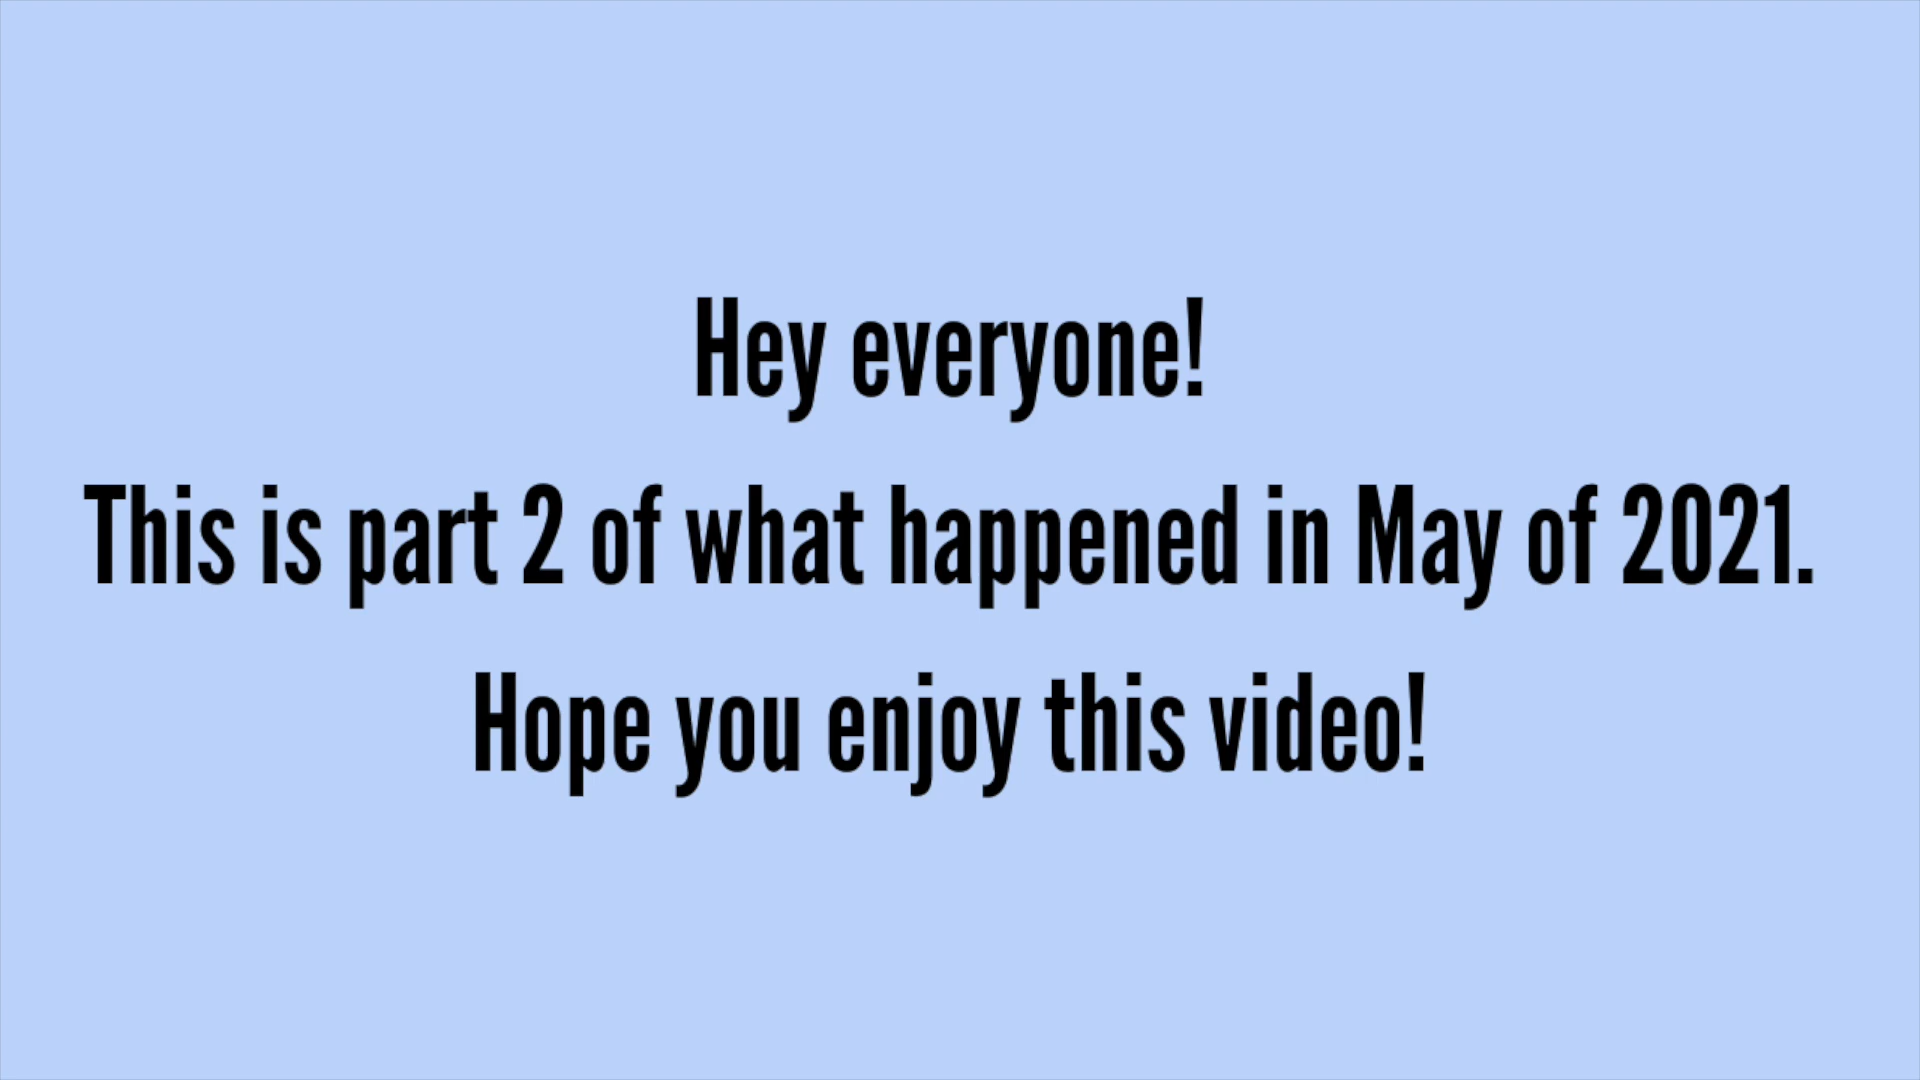 Hey everyone!
This is part 2 of what happened in May of 2021.
Hope you enjoy this video!